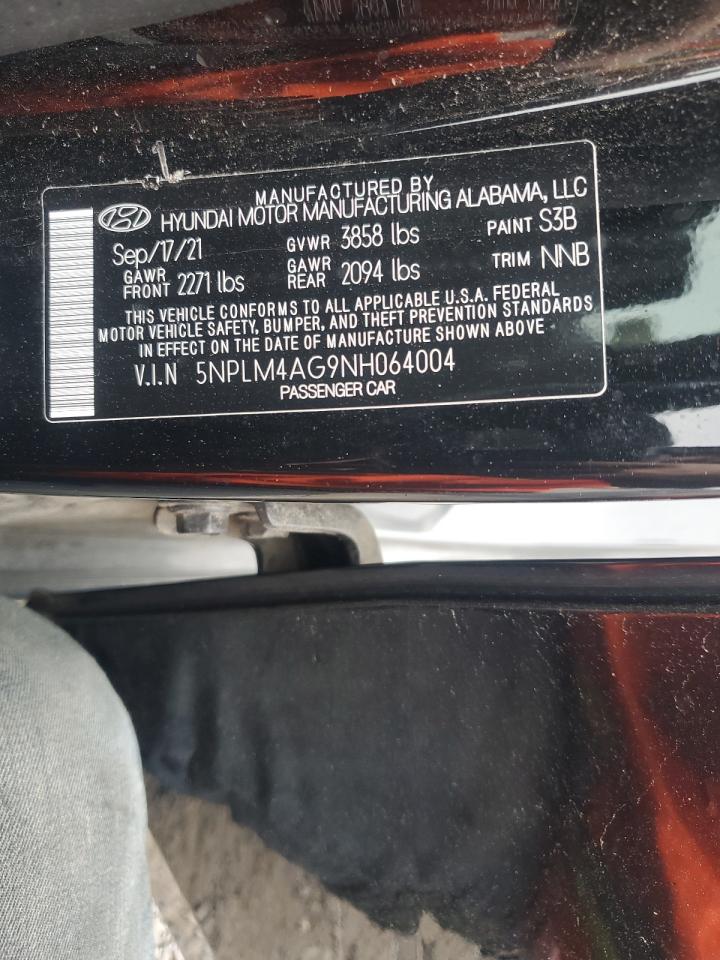 MANUFACTURED BY
HYUNDAI MOTOR MANUFACTURING ALABAMA, LLC
Sep/17/21 GVWR 3858 lbs PAINT S3B
GAWR FRONT 2271 lbs GAWR REAR 2094 lbs TRIM NNB
THIS VEHICLE CONFORMS TO ALL APPLICABLE U.S.A. FEDERAL
MOTOR VEHICLE SAFETY, BUMPER, AND THEFT PREVENTION STANDARDS
IN EFFECT ON THE DATE OF MANUFACTURE SHOWN ABOVE
V.I.N 5NPLM4AG9NH064004
PASSENGER CAR